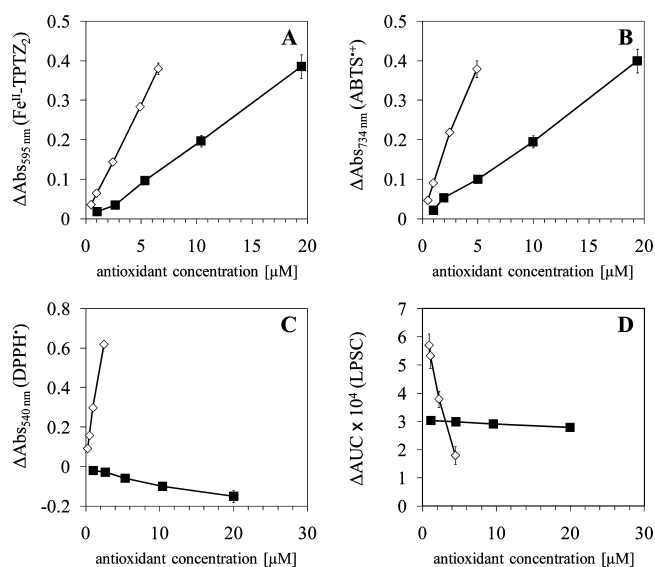 A
ΔAbs₅₉₅ ₙₘ (Feᴵᴵ-TPTZ₂)
0.5
0.4
0.3
0.2
0.1
0
0 5 10 15 20
antioxidant concentration [µM]
B
ΔAbs₇₃₄ ₙₘ (ABTS•⁺)
0.5
0.4
0.3
0.2
0.1
0
0 5 10 15 20
antioxidant concentration [µM]
C
ΔAbs₅₄₀ ₙₘ (DPPH•)
0.8
0.6
0.4
0.2
0
-0.2
0 10 20 30
antioxidant concentration [µM]
D
ΔAUC x 10⁴ (LPSC)
7
6
5
4
3
2
1
0
0 10 20 30
antioxidant concentration [µM]